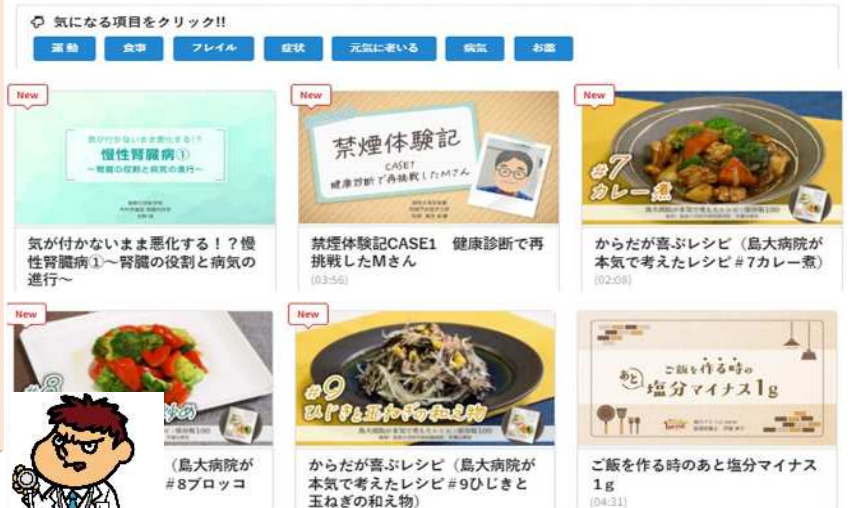 気になる項目をクリック!!
運動 食事 フレイル 症状 元気に老いる 病気 お薬
New
New
New
気が付かないまま悪化する!?
慢性腎臓病①
～腎臓の役割と病気の進行～
禁煙体験記
CASE1
健康診断で再挑戦したMさん
#7
カレー煮
気が付かないまま悪化する!?慢
性腎臓病①～腎臓の役割と病気の
進行～
禁煙体験記CASE1 健康診断で再
挑戦したMさん
(03:56)
からだが喜ぶレシピ(島大病院が
本気で考えたレシピ#7カレー煮)
(02:08)
New
New
#8
炒め
#9
ひじきと玉ねぎの和え物
ご飯を作る時の
あと塩分マイナス1g
(島大病院が
#8ブロッコ
からだが喜ぶレシピ(島大病院が
本気で考えたレシピ#9ひじきと
玉ねぎの和え物)
ご飯を作る時のあと塩分マイナス
1g
(04:31)